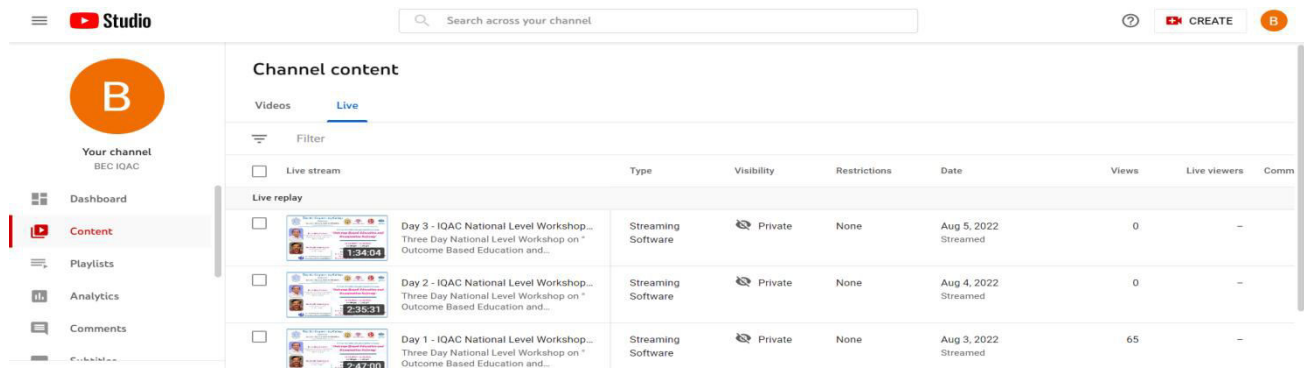 Studio
Search across your channel
CREATE
B
B
Your channel
BEC IQAC
Dashboard
Content
Playlists
Analytics
Comments
Subtitles
Channel content
Videos Live
Filter
Live stream Type Visibility Restrictions Date Views Live viewers Comm
Live replay
1:34:04
Day 3 - IQAC National Level Workshop...
Three Day National Level Workshop on "
Outcome Based Education and...
Streaming
Software
Private
None
Aug 5, 2022
Streamed
0
–
2:35:31
Day 2 - IQAC National Level Workshop...
Three Day National Level Workshop on "
Outcome Based Education and...
Streaming
Software
Private
None
Aug 4, 2022
Streamed
0
–
2:47:00
Day 1 - IQAC National Level Workshop...
Three Day National Level Workshop on "
Outcome Based Education and...
Streaming
Software
Private
None
Aug 3, 2022
Streamed
65
–